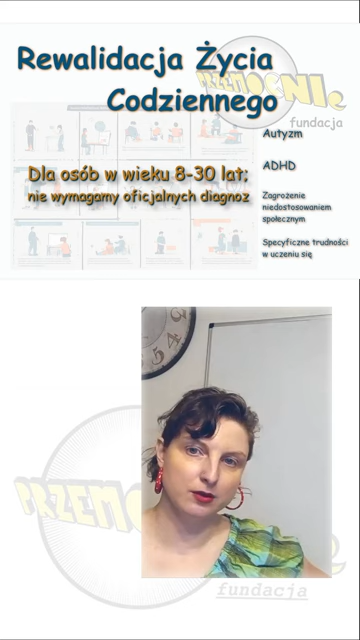 Rewalidacja Życia
Codziennego
PRZEMOCNI
fundacja
Autyzm
Dla osób w wieku 8-30 lat;
nie wymagamy oficjalnych diagnoz
ADHD
Zagrożenie
niedostosowaniem
społecznym
Specyficzne trudności
w uczeniu się
fundacja